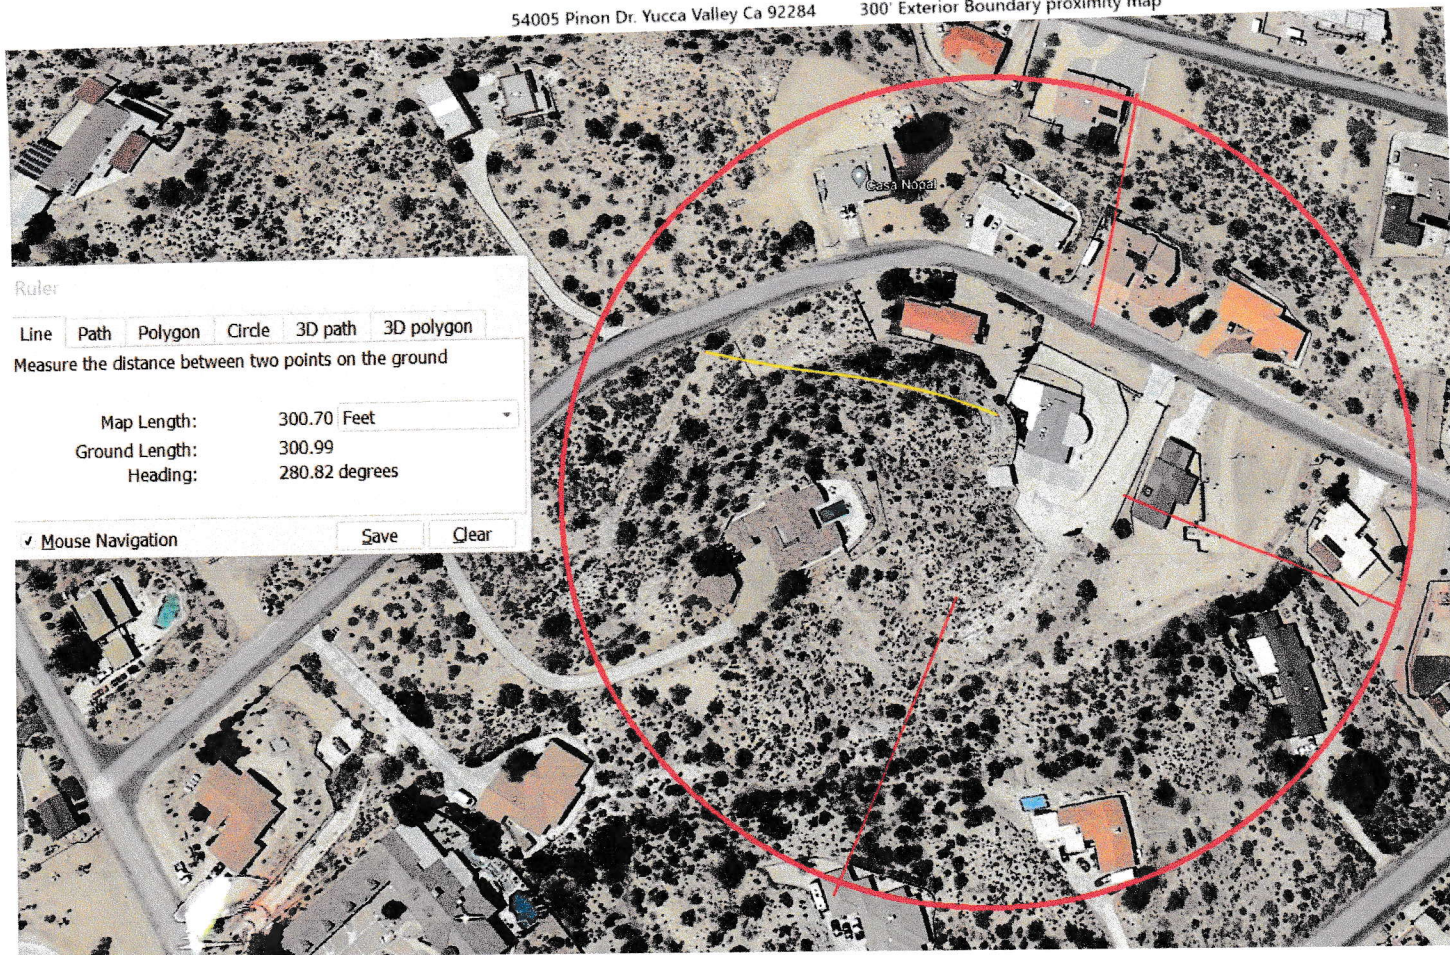 54005 Pinon Dr. Yucca Valley Ca 92284 300' Exterior Boundary proximity map
Casa Nopal
Ruler
Line Path Polygon Circle 3D path 3D polygon
Measure the distance between two points on the ground
Map Length: 300.70 Feet
Ground Length: 300.99
Heading: 280.82 degrees
Mouse Navigation Save Clear